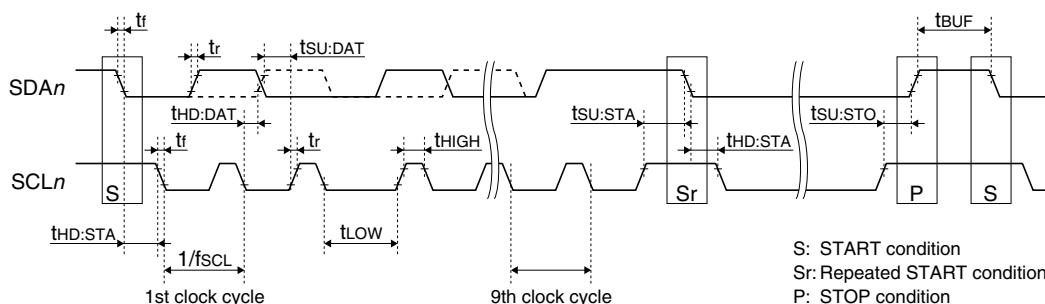 tf
tr
tSU:DAT
tBUF
SDAn
tHD:DAT
tf
tr
tHIGH
tSU:STA
tHD:STA
tSU:STO
SCLn
S
Sr
P
S
tHD:STA
1/fSCL
tLOW
1st clock cycle
9th clock cycle
S: START condition
Sr: Repeated START condition
P: STOP condition